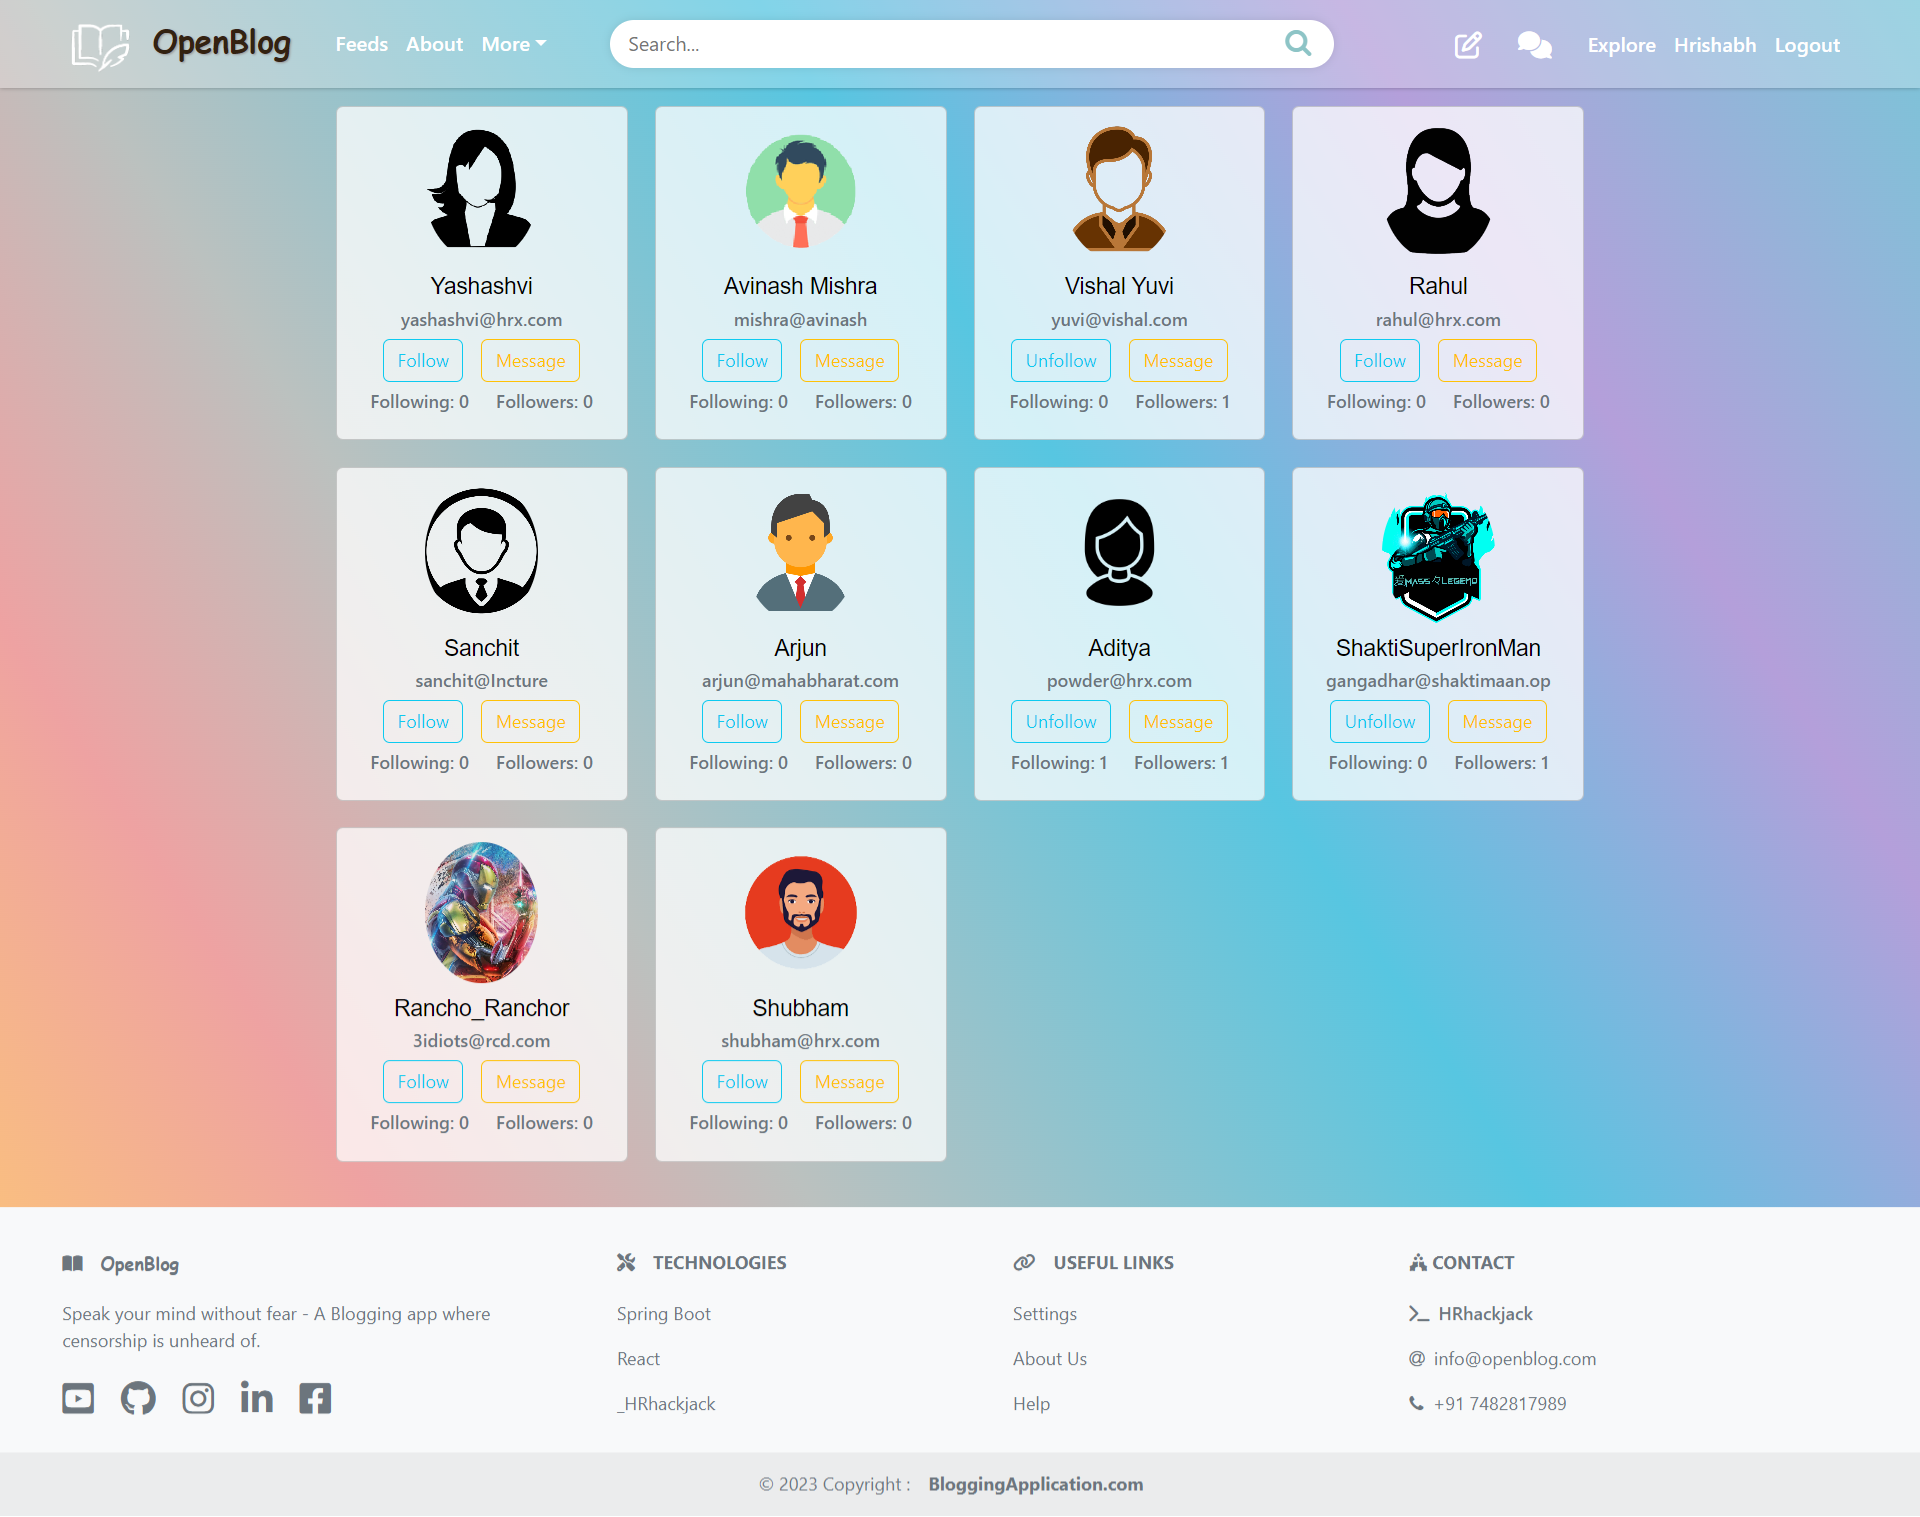 OpenBlog Feeds About More Search... Explore Hrishabh Logout
Yashashvi
yashashvi@hrx.com
Follow Message
Following: 0 Followers: 0
Avinash Mishra
mishra@avinash
Follow Message
Following: 0 Followers: 0
Vishal Yuvi
yuvi@vishal.com
Unfollow Message
Following: 0 Followers: 1
Rahul
rahul@hrx.com
Follow Message
Following: 0 Followers: 0
Sanchit
sanchit@Incture
Follow Message
Following: 0 Followers: 0
Arjun
arjun@mahabharat.com
Follow Message
Following: 0 Followers: 0
Aditya
powder@hrx.com
Unfollow Message
Following: 1 Followers: 1
MASS LEGEND
ShaktiSuperIronMan
gangadhar@shaktimaan.op
Unfollow Message
Following: 0 Followers: 1
Rancho_Ranchor
3idiots@rcd.com
Follow Message
Following: 0 Followers: 0
Shubham
shubham@hrx.com
Follow Message
Following: 0 Followers: 0
OpenBlog
Speak your mind without fear - A Blogging app where
censorship is unheard of.
TECHNOLOGIES
Spring Boot
React
_HRhackjack
USEFUL LINKS
Settings
About Us
Help
CONTACT
HRhackjack
@ info@openblog.com
+91 7482817989
© 2023 Copyright : BloggingApplication.com